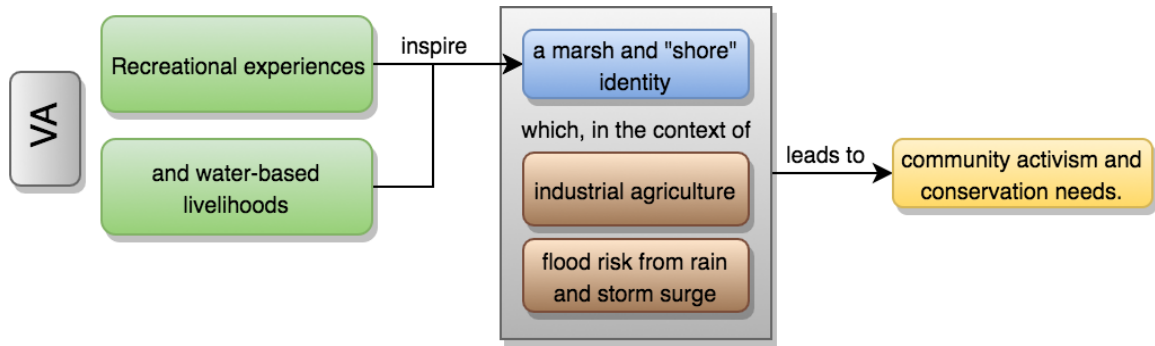 VA
Recreational experiences
and water-based
livelihoods
inspire
a marsh and "shore"
identity
which, in the context of
industrial agriculture
flood risk from rain
and storm surge
leads to
community activism and
conservation needs.